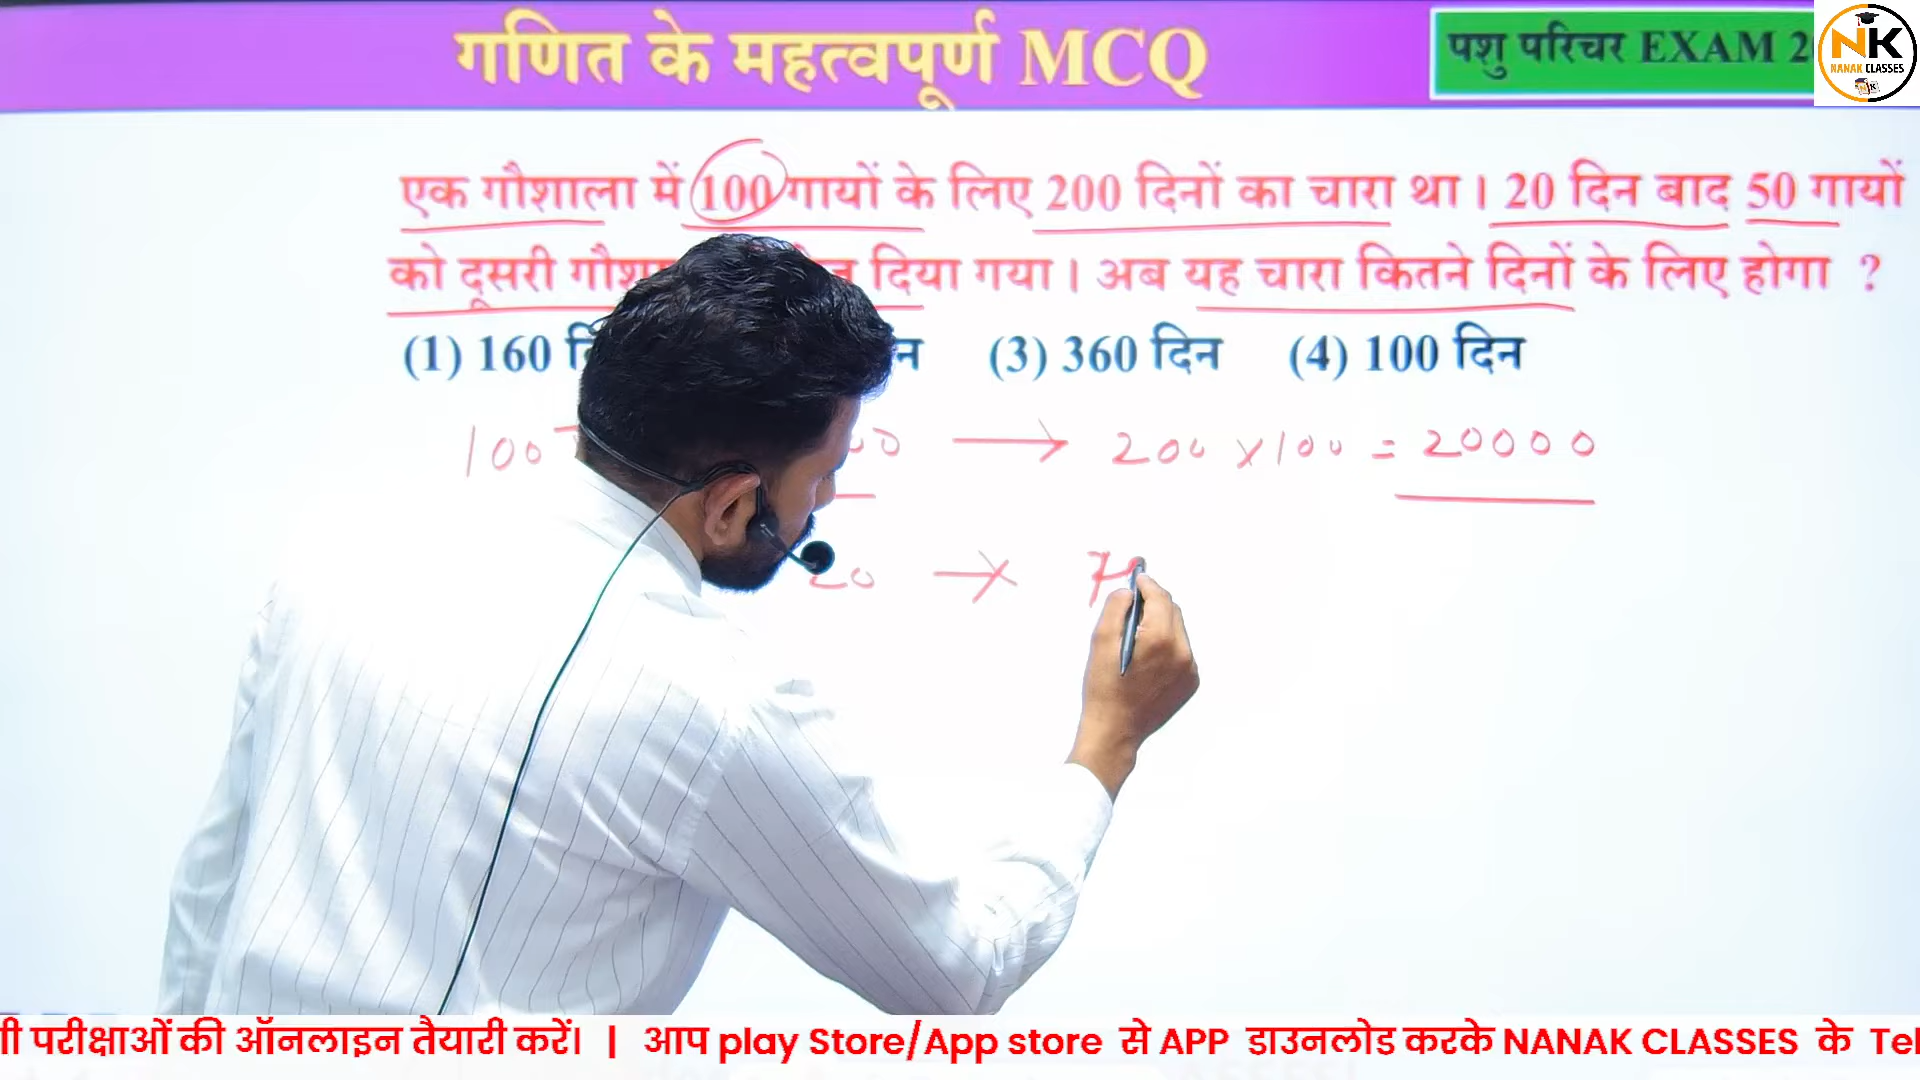 गणित के महत्वपूर्ण MCQ
पशु परिचर EXAM
NK
NANAK CLASSES
एक गौशाला में 100 गायों के लिए 200 दिनों का चारा था। 20 दिन बाद 50 गायों
को दूसरी दिया गया। अब यह चारा कितने दिनों के लिए होगा ?
(1) 160 (3) 360 दिन (4) 100 दिन
100 → 200 × 100 = 20000
20 →
परीक्षाओं की ऑनलाइन तैयारी करें। | आप play Store/App store से APP डाउनलोड करके NANAK CLASSES के